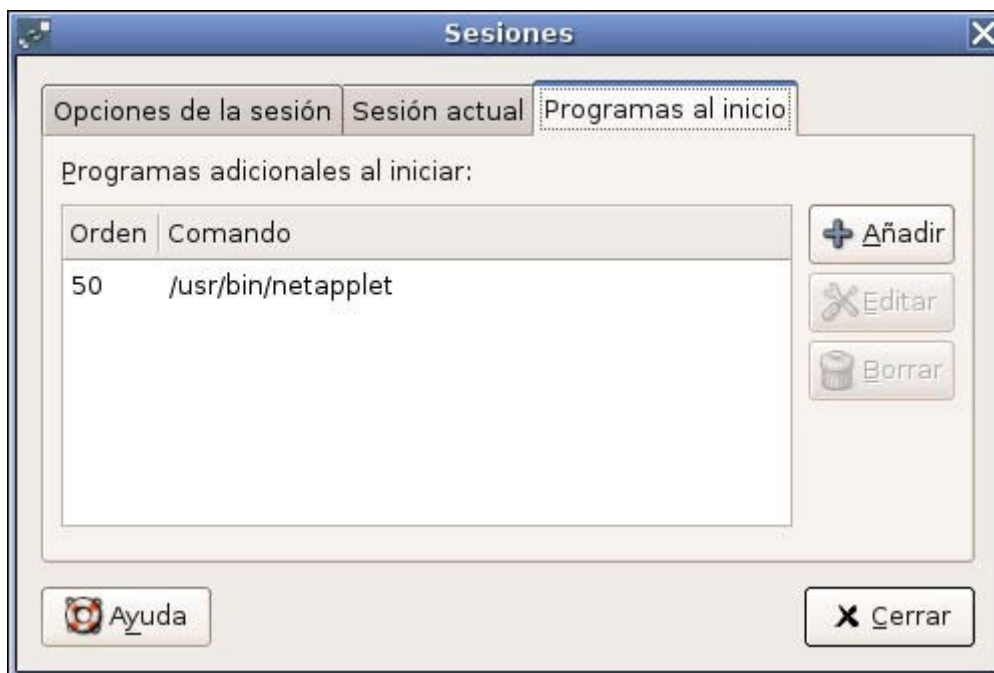 Sesiones
Opciones de la sesión
Sesión actual
Programas al inicio
Programas adicionales al iniciar:
Orden Comando
50 /usr/bin/netapplet
Añadir
Editar
Borrar
Ayuda
Cerrar